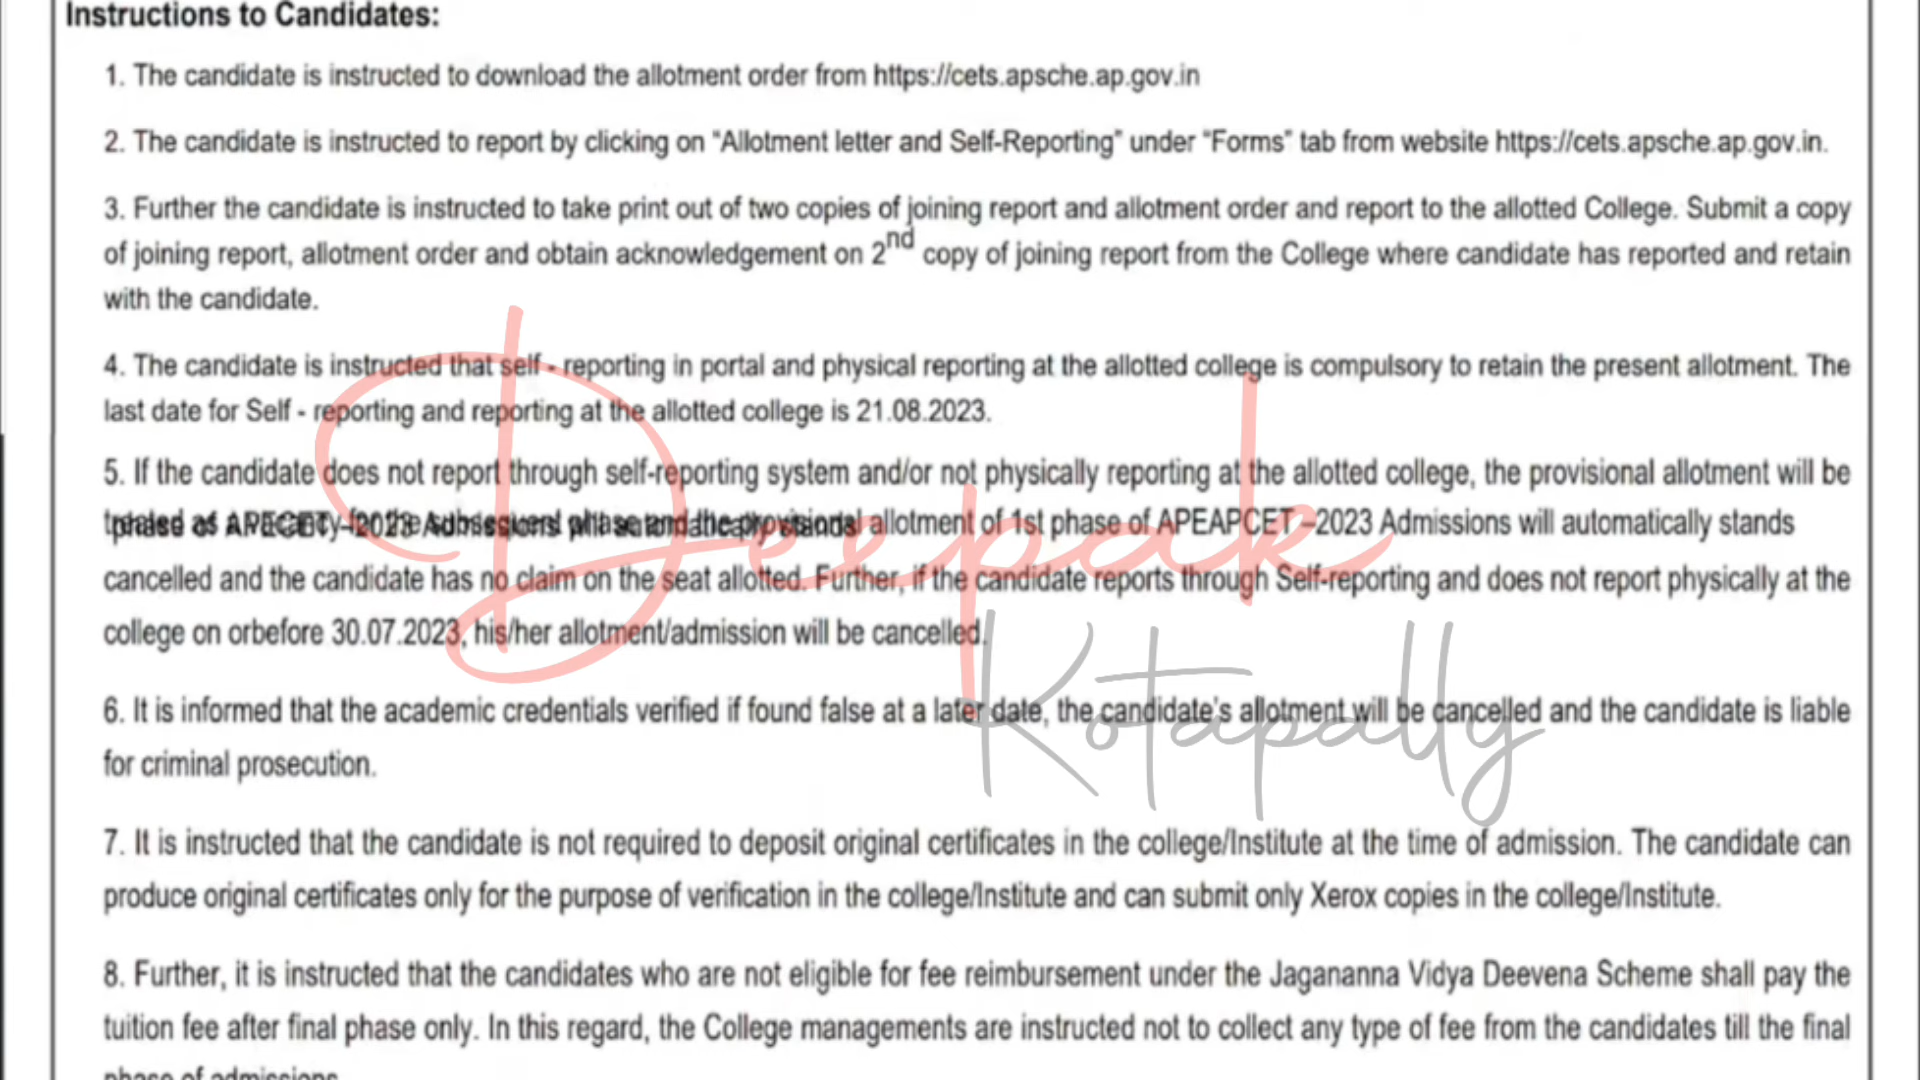 Instructions to Candidates:
1. The candidate is instructed to download the allotment order from https://cets.apsche.ap.gov.in
2. The candidate is instructed to report by clicking on “Allotment letter and Self-Reporting” under “Forms” tab from website https://cets.apsche.ap.gov.in.
3. Further the candidate is instructed to take print out of two copies of joining report and allotment order and report to the allotted College. Submit a copy
of joining report, allotment order and obtain acknowledgement on 2nd copy of joining report from the College where candidate has reported and retain
with the candidate.
4. The candidate is instructed that self - reporting in portal and physical reporting at the allotted college is compulsory to retain the present allotment. The
last date for Self - reporting and reporting at the allotted college is 21.08.2023.
5. If the candidate does not report through self-reporting system and/or not physically reporting at the allotted college, the provisional allotment will be
allotment of 1st phase of APEAPCET –2023 Admissions will automatically stands
cancelled and the candidate has no claim on the seat allotted. Further, if the candidate reports through Self-reporting and does not report physically at the
college on orbefore 30.07.2023, his/her allotment/admission will be cancelled.
6. It is informed that the academic credentials verified if found false at a later date, the candidate's allotment will be cancelled and the candidate is liable
for criminal prosecution.
7. It is instructed that the candidate is not required to deposit original certificates in the college/Institute at the time of admission. The candidate can
produce original certificates only for the purpose of verification in the college/Institute and can submit only Xerox copies in the college/Institute.
8. Further, it is instructed that the candidates who are not eligible for fee reimbursement under the Jagananna Vidya Deevena Scheme shall pay the
tuition fee after final phase only. In this regard, the College managements are instructed not to collect any type of fee from the candidates till the final
phase of admissions
Deepak
Kotapally